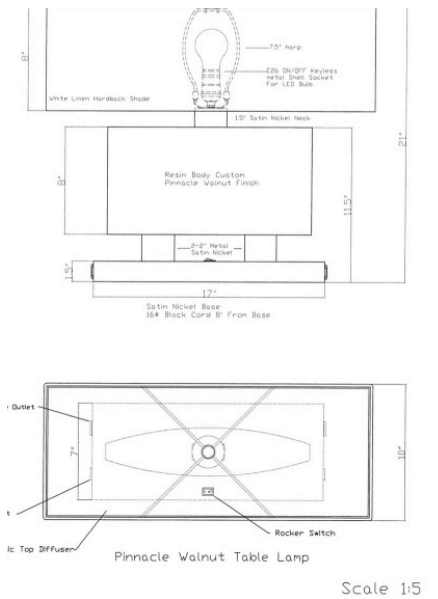 8"
7.5" harp
E26 ON/OFF Keyless
metal Shell Socket
For LED Bulb
White Linen Hardback Shade
1.5" Satin Nickel Neck
21"
8"
Resin Body Custom
Pinnacle Walnut Finish
11.5"
2-2" Metal
Satin Nickel
1.5"
17"
Satin Nickel Base
16# Black Cord 8' From Base
Outlet
7"
10"
Rocker Switch
ic Top Diffuser
Pinnacle Walnut Table Lamp
Scale 1:5